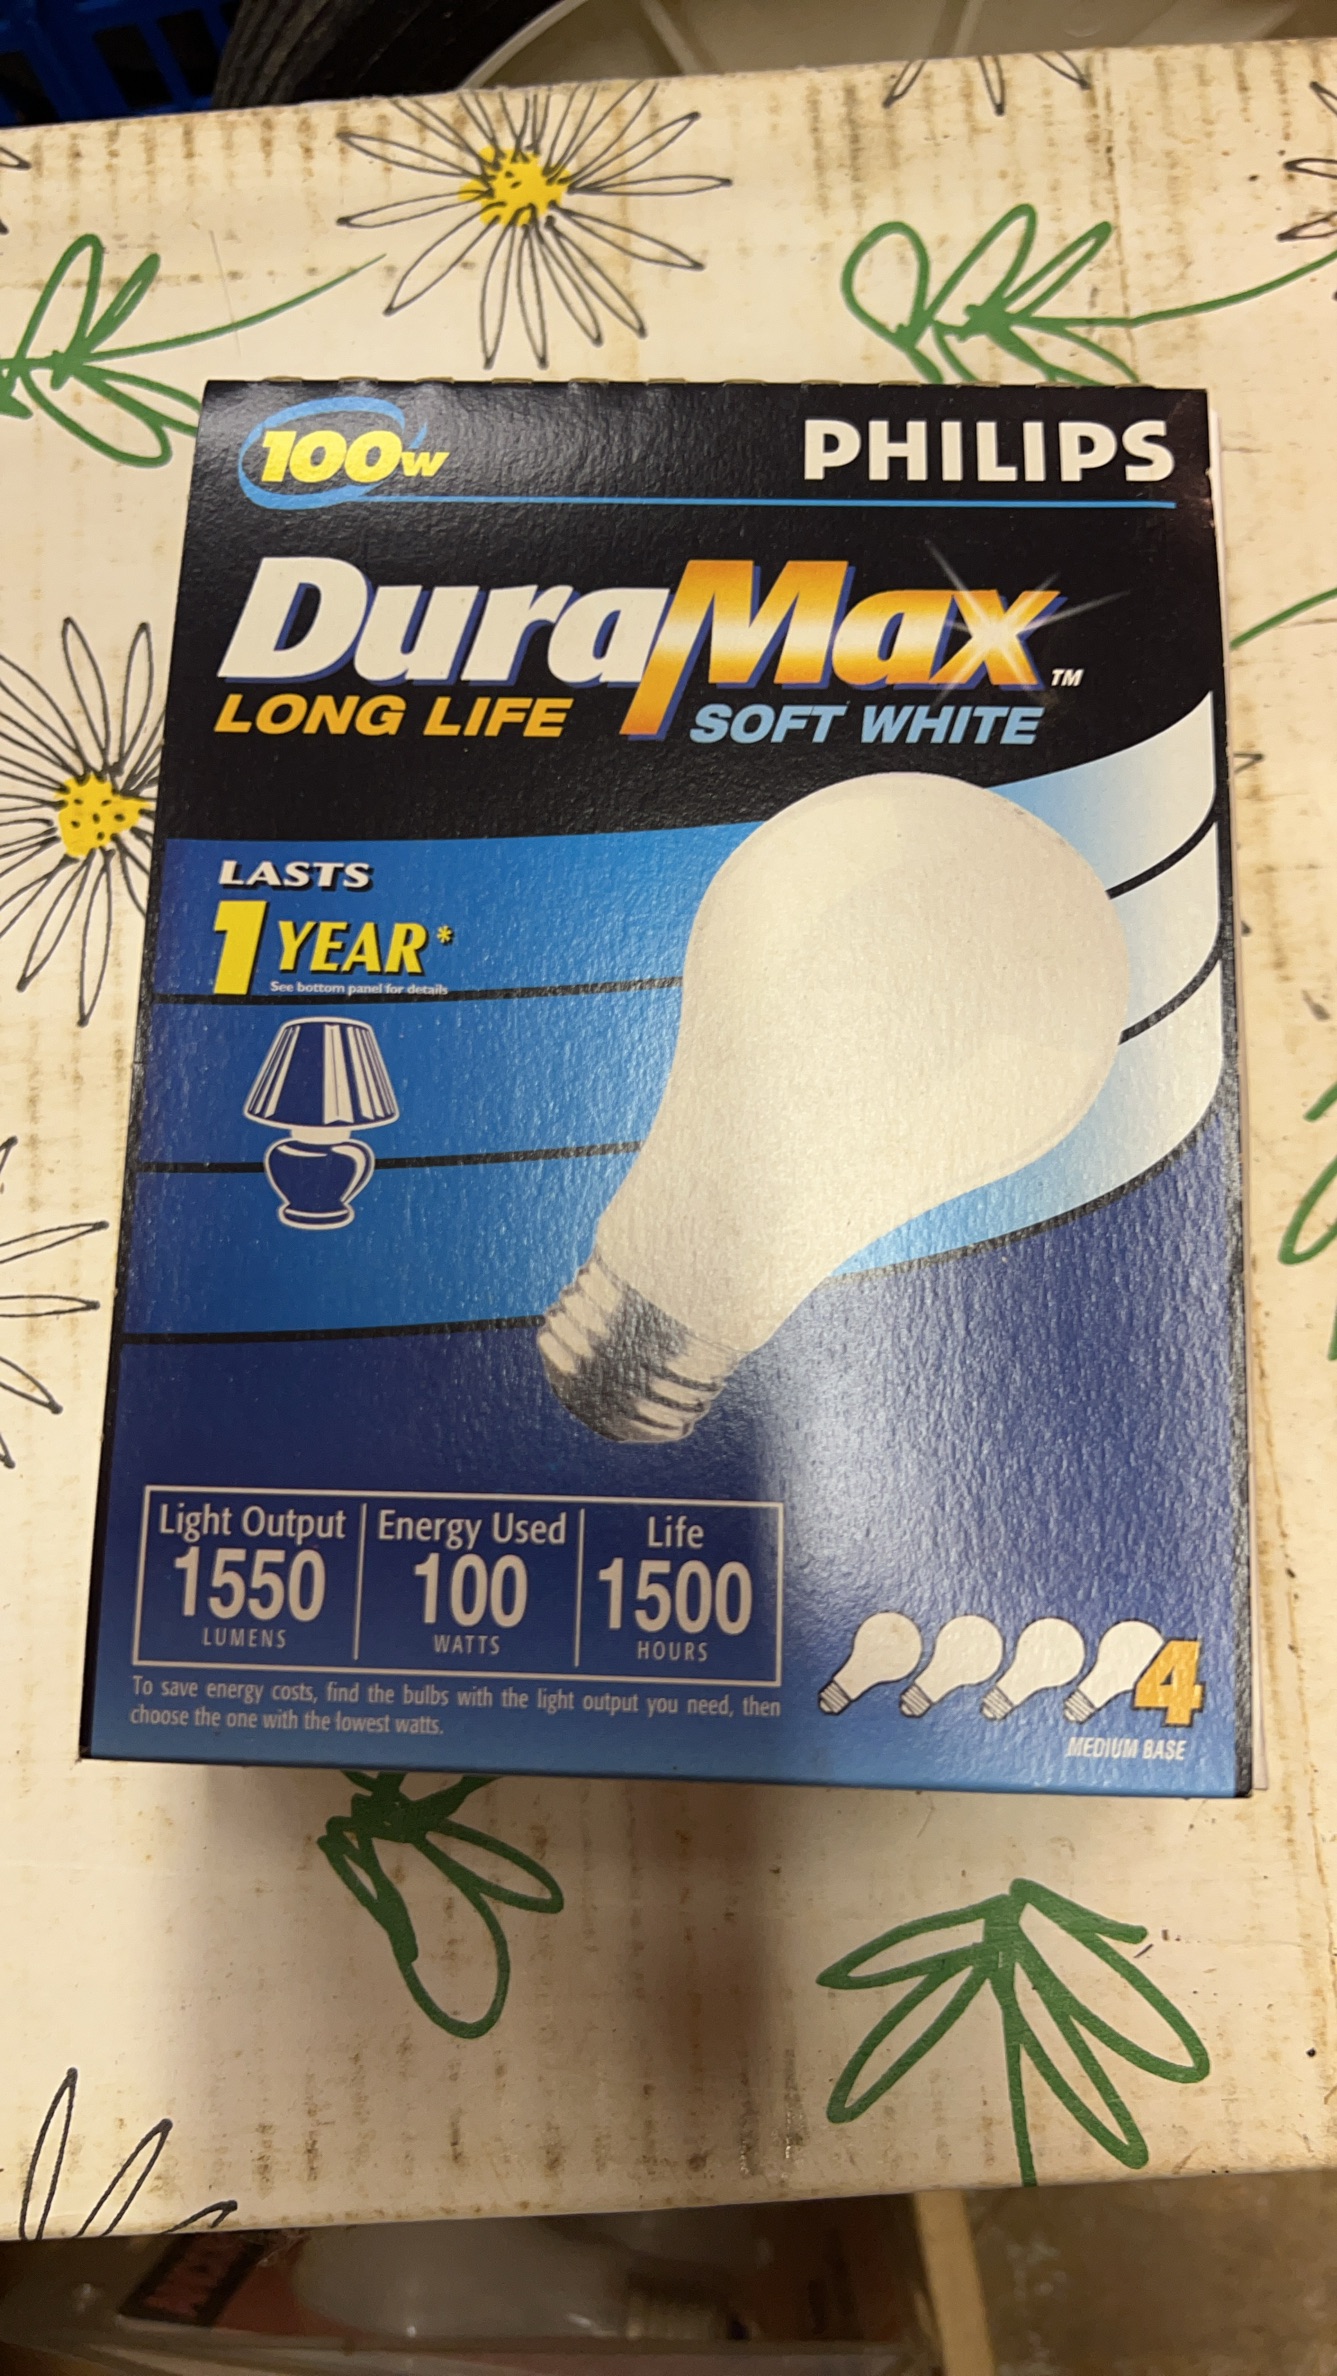 100W
PHILIPS
DuraMax™
LONG LIFE SOFT WHITE
LASTS
1 YEAR*
See bottom panel for details
Light Output
1550
LUMENS
Energy Used
100
WATTS
Life
1500
HOURS
To save energy costs, find the bulbs with the light output you need, then
choose the one with the lowest watts.
4
MEDIUM BASE